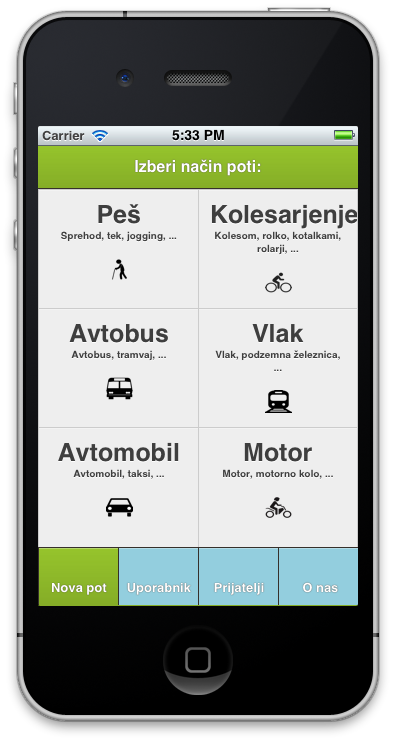 Carrier 5:33 PM
Izberi način poti:
Peš
Sprehod, tek, jogging, ...
Kolesarjenje
Kolesom, rolko, kotalkami,
rolarji, ...
Avtobus
Avtobus, tramvaj, ...
Vlak
Vlak, podzemna železnica,
...
Avtomobil
Avtomobil, taksi, ...
Motor
Motor, motorno kolo, ...
Nova pot Uporabnik Prijatelji O nas